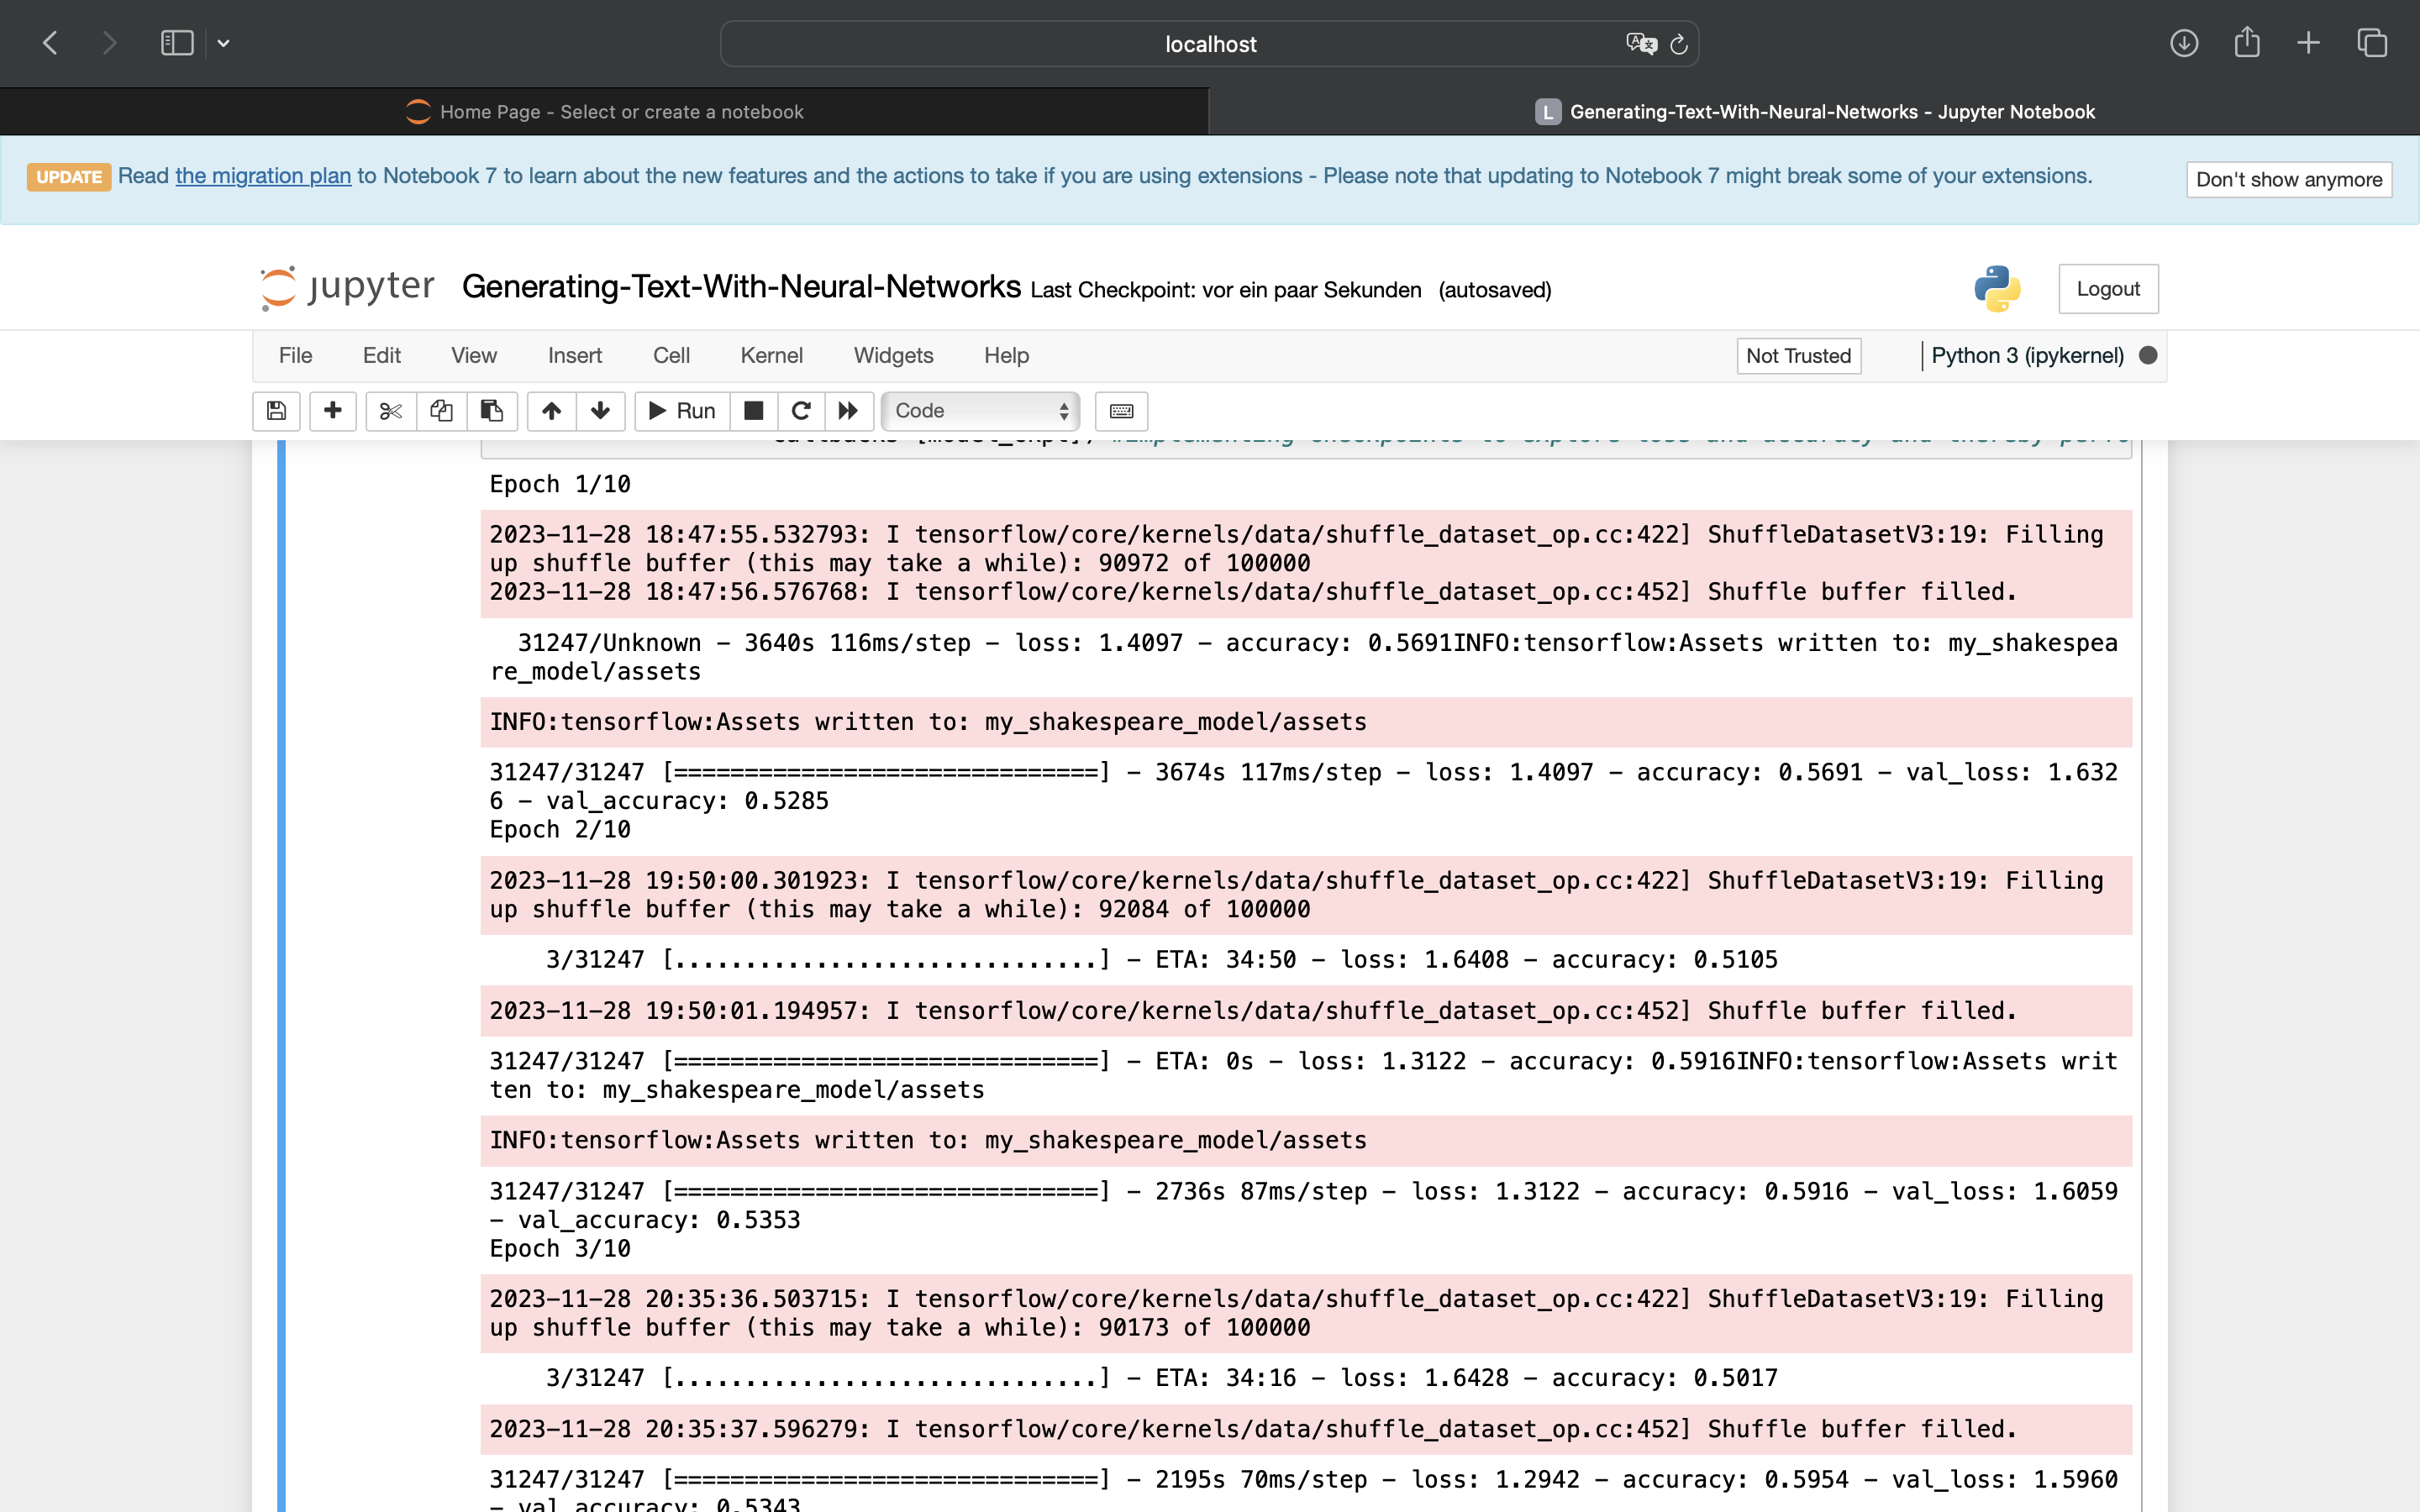 localhost
Home Page - Select or create a notebook
L Generating-Text-With-Neural-Networks - Jupyter Notebook
UPDATE Read the migration plan to Notebook 7 to learn about the new features and the actions to take if you are using extensions - Please note that updating to Notebook 7 might break some of your extensions.
Don't show anymore
jupyter Generating-Text-With-Neural-Networks Last Checkpoint: vor ein paar Sekunden (autosaved)
Logout
File Edit View Insert Cell Kernel Widgets Help
Not Trusted
Python 3 (ipykernel)
Run
Code
Epoch 1/10
2023-11-28 18:47:55.532793: I tensorflow/core/kernels/data/shuffle_dataset_op.cc:422] ShuffleDatasetV3:19: Filling
up shuffle buffer (this may take a while): 90972 of 100000
2023-11-28 18:47:56.576768: I tensorflow/core/kernels/data/shuffle_dataset_op.cc:452] Shuffle buffer filled.
31247/Unknown - 3640s 116ms/step - loss: 1.4097 - accuracy: 0.5691INFO:tensorflow:Assets written to: my_shakespea
re_model/assets
INFO:tensorflow:Assets written to: my_shakespeare_model/assets
31247/31247 [==============================] - 3674s 117ms/step - loss: 1.4097 - accuracy: 0.5691 - val_loss: 1.632
6 - val_accuracy: 0.5285
Epoch 2/10
2023-11-28 19:50:00.301923: I tensorflow/core/kernels/data/shuffle_dataset_op.cc:422] ShuffleDatasetV3:19: Filling
up shuffle buffer (this may take a while): 92084 of 100000
3/31247 [..............................] - ETA: 34:50 - loss: 1.6408 - accuracy: 0.5105
2023-11-28 19:50:01.194957: I tensorflow/core/kernels/data/shuffle_dataset_op.cc:452] Shuffle buffer filled.
31247/31247 [==============================] - ETA: 0s - loss: 1.3122 - accuracy: 0.5916INFO:tensorflow:Assets writ
ten to: my_shakespeare_model/assets
INFO:tensorflow:Assets written to: my_shakespeare_model/assets
31247/31247 [==============================] - 2736s 87ms/step - loss: 1.3122 - accuracy: 0.5916 - val_loss: 1.6059
- val_accuracy: 0.5353
Epoch 3/10
2023-11-28 20:35:36.503715: I tensorflow/core/kernels/data/shuffle_dataset_op.cc:422] ShuffleDatasetV3:19: Filling
up shuffle buffer (this may take a while): 90173 of 100000
3/31247 [..............................] - ETA: 34:16 - loss: 1.6428 - accuracy: 0.5017
2023-11-28 20:35:37.596279: I tensorflow/core/kernels/data/shuffle_dataset_op.cc:452] Shuffle buffer filled.
31247/31247 [==============================] - 2195s 70ms/step - loss: 1.2942 - accuracy: 0.5954 - val_loss: 1.5960
- val_accuracy: 0.5343